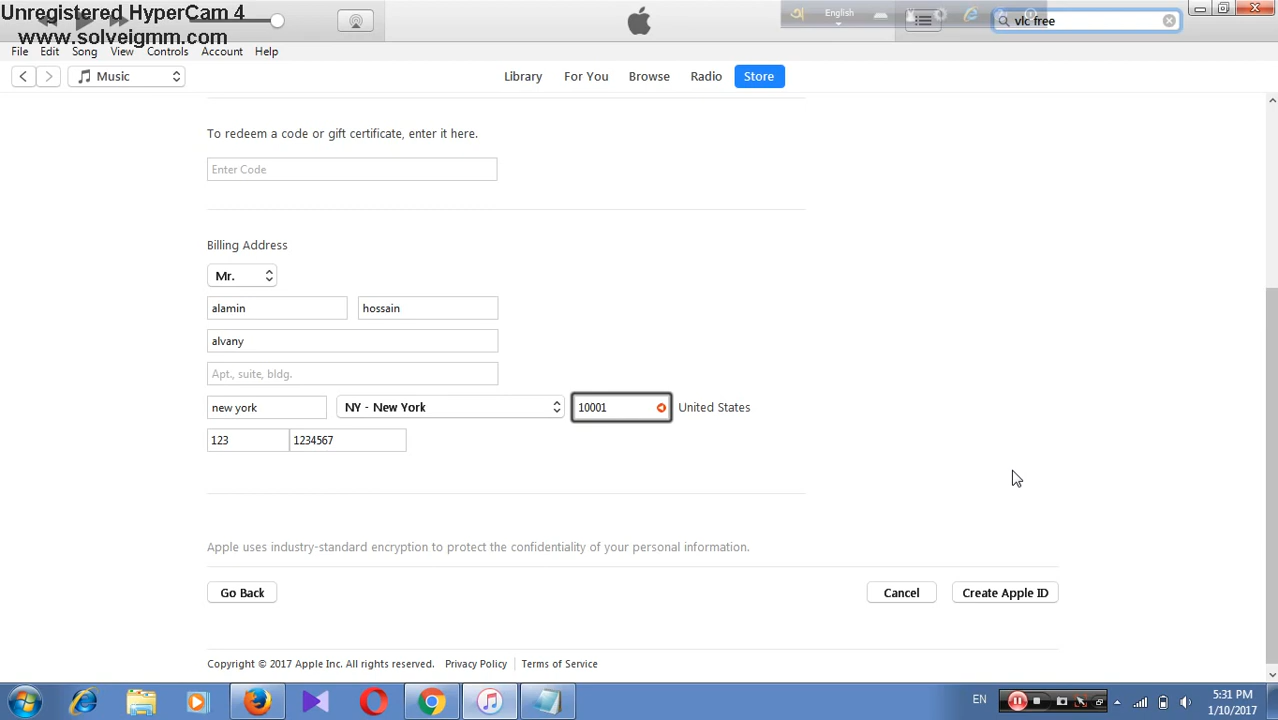 Unregistered HyperCam 4
www.solveigmm.com
English
vlc free
File Edit Song View Controls Account Help
Music
Library For You Browse Radio Store
To redeem a code or gift certificate, enter it here.
Enter Code
Billing Address
Mr.
alamin hossain
alvany
Apt., suite, bldg.
new york NY - New York 10001 United States
123 1234567
Apple uses industry-standard encryption to protect the confidentiality of your personal information.
Go Back Cancel Create Apple ID
Copyright © 2017 Apple Inc. All rights reserved. Privacy Policy Terms of Service
EN
5:31 PM
1/10/2017